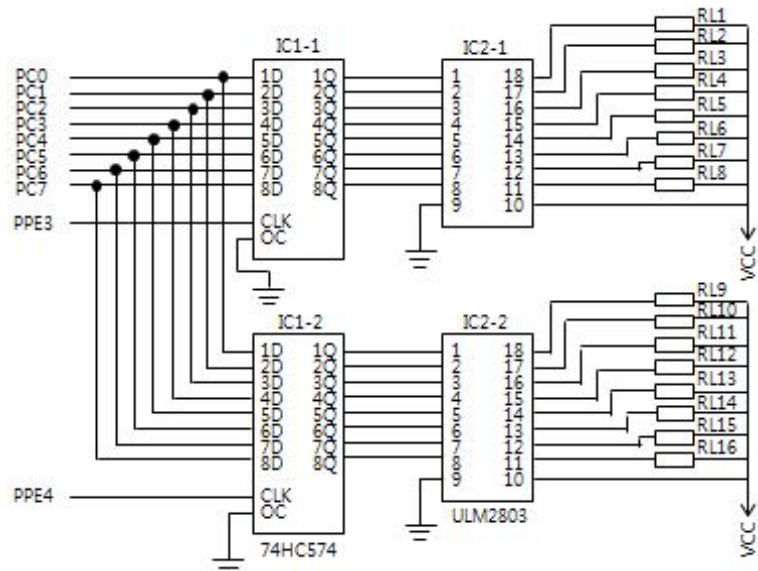 RL1
IC1-1 IC2-1 RL2
RL3
PC0 1D 1Q 1 18 RL4
PC1 2D 2Q 2 17
PC2 3D 3Q 3 16 RL5
PC3 4D 4Q 4 15
PC4 5D 5Q 5 14 RL6
PC5 6D 6Q 6 13 RL7
PC6 7D 7Q 7 12
PC7 8D 8Q 8 11 RL8
9 10
PPE3 CLK
OC
VCC
RL9
IC1-2 IC2-2 RL10
RL11
1D 1Q 1 18 RL12
2D 2Q 2 17
3D 3Q 3 16 RL13
4D 4Q 4 15
5D 5Q 5 14 RL14
6D 6Q 6 13 RL15
7D 7Q 7 12
8D 8Q 8 11 RL16
9 10
PPE4 CLK
OC
ULM2803
VCC
74HC574